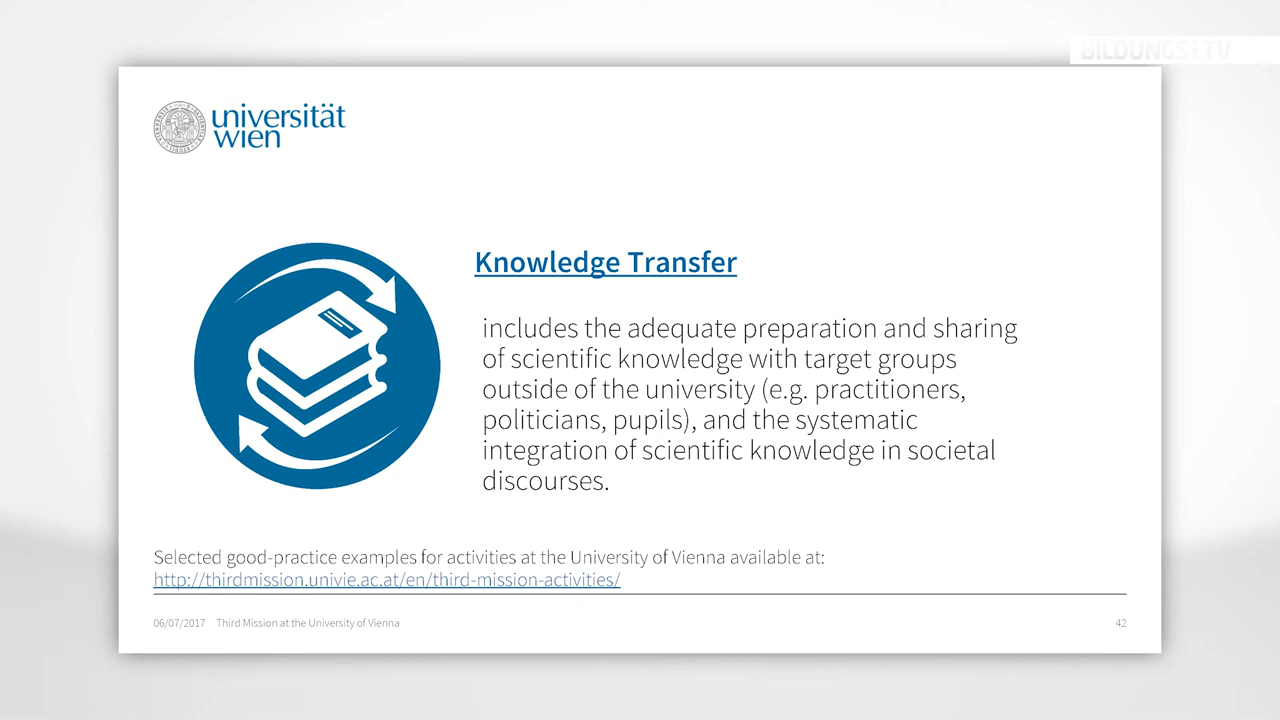 BILDUNGS:TV
universität
wien
Knowledge Transfer
includes the adequate preparation and sharing
of scientific knowledge with target groups
outside of the university (e.g. practitioners,
politicians, pupils), and the systematic
integration of scientific knowledge in societal
discourses.
Selected good-practice examples for activities at the University of Vienna available at:
http://thirdmission.univie.ac.at/en/third-mission-activities/
06/07/2017 Third Mission at the University of Vienna 42